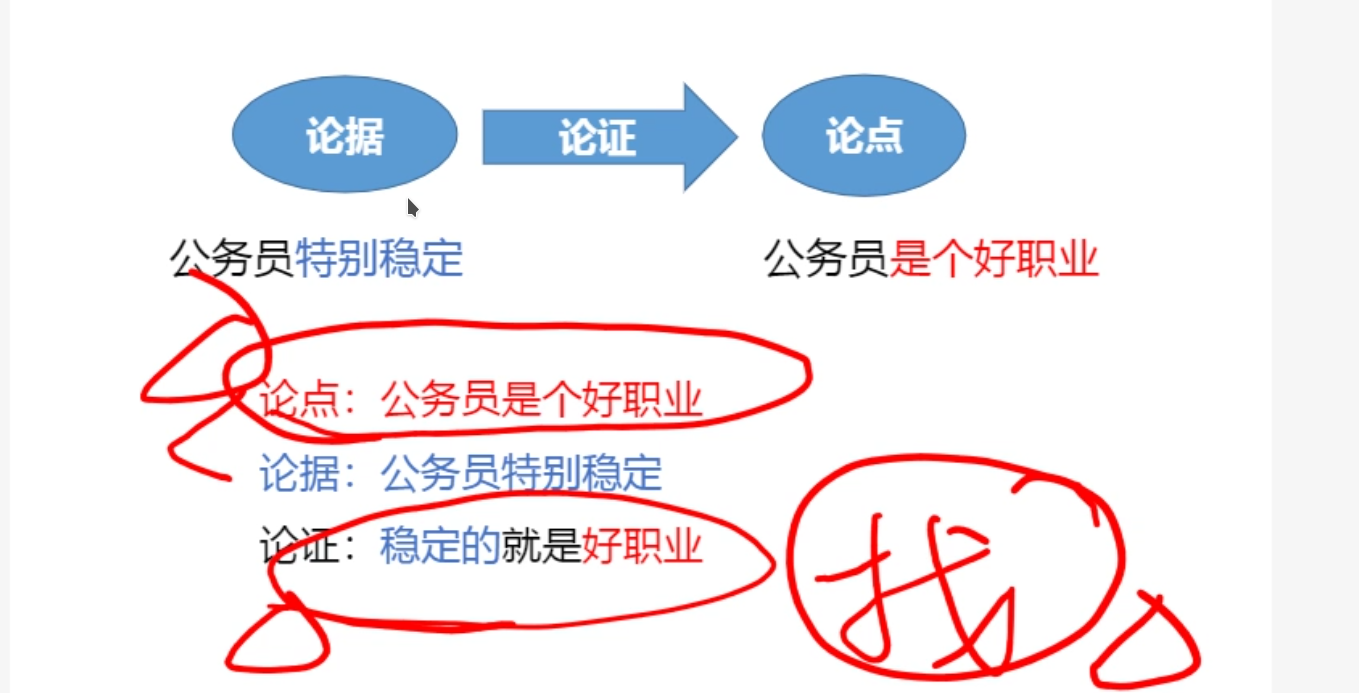 论据 论证 论点
公务员特别稳定 公务员是个好职业
论点：公务员是个好职业
论据：公务员特别稳定
论证：稳定的就是好职业
找